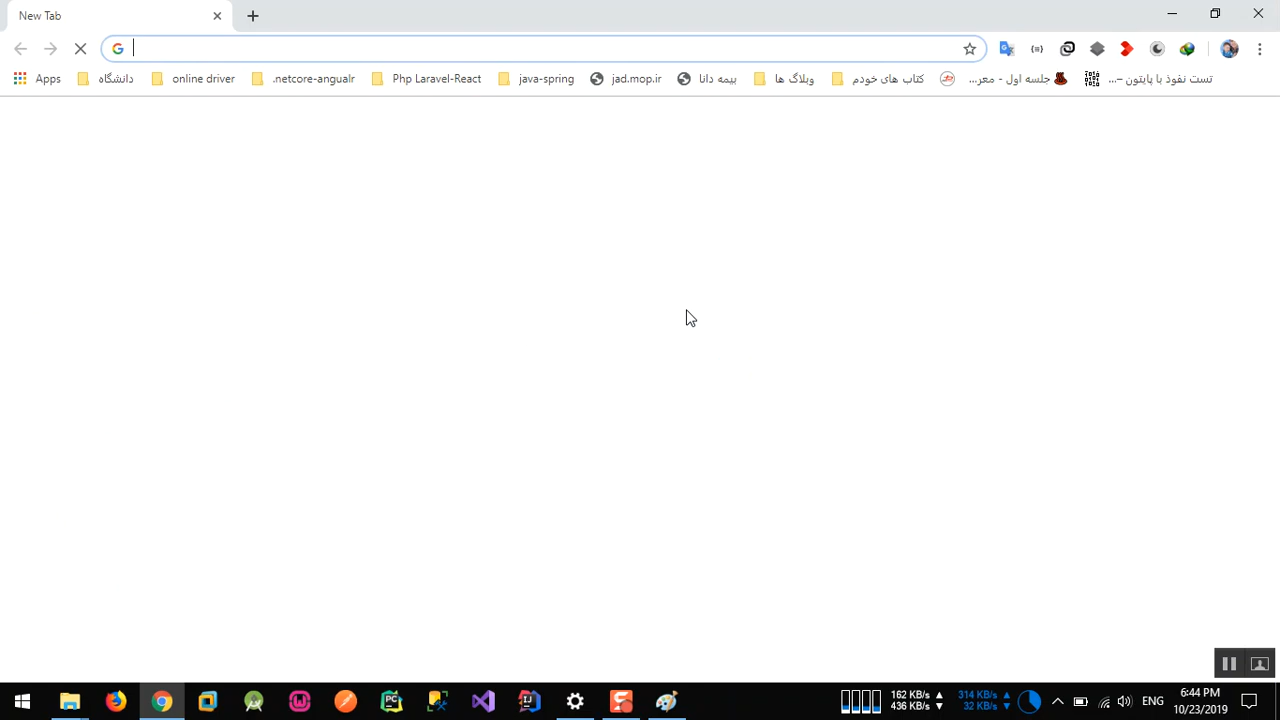 New Tab
Apps دانشگاه online driver .netcore-angualr Php Laravel-React java-spring jad.mop.ir بیمه دانا وبلاگ ها کتاب های خودم جلسه اول - معر... تست نفوذ با پایتون –...
162 KB/s 314 KB/s 6:44 PM
436 KB/s 32 KB/s ENG 10/23/2019